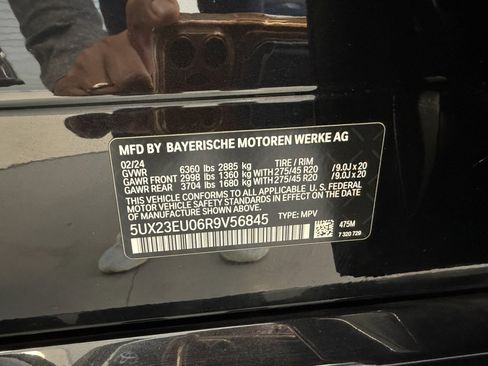 MFD BY BAYERISCHE MOTOREN WERKE AG
02/24 TIRE / RIM
GVWR 6360 lbs 2885 kg
GAWR FRONT 2998 lbs 1360 kg WITH 275/45 R20 /9.0J x 20
GAWR REAR 3704 lbs 1680 kg WITH 275/45 R20 /9.0J x 20
THIS VEHICLE CONFORMS TO ALL APPLICABLE U. S. FEDERAL
MOTOR VEHICLE SAFETY STANDARDS IN EFFECT ON THE
DATE OF MANUFACTURE SHOWN ABOVE.
5UX23EU06R9V56845 TYPE: MPV
475M
7 320 729